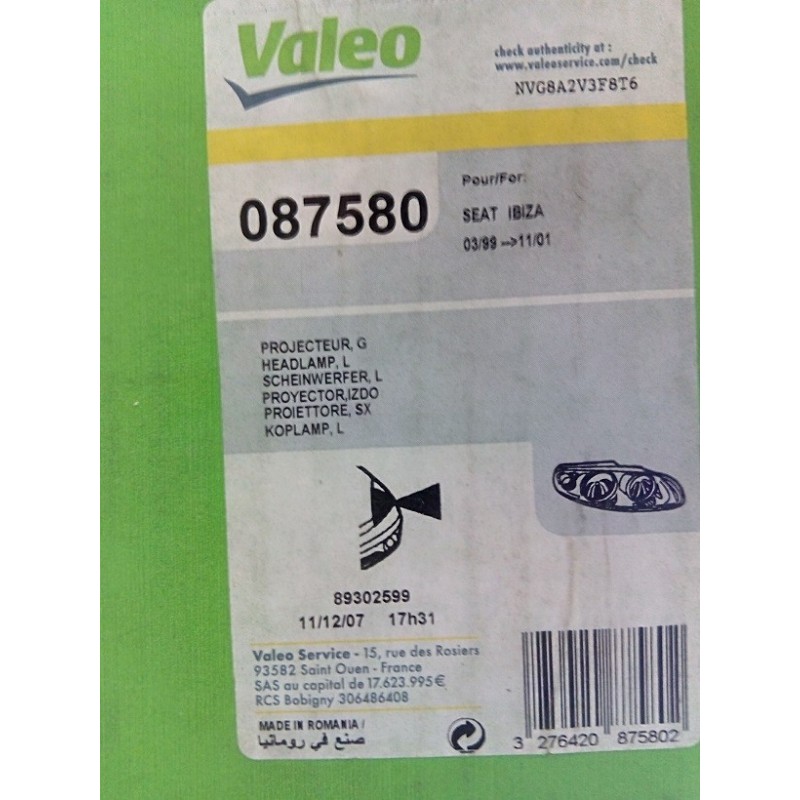 Valeo
check authenticity at :
www.valeoservice.com/check
NVG8A2V3F8T6
087580
Pour/For:
SEAT IBIZA
03/99 -->11/01
PROJECTEUR, G
HEADLAMP, L
SCHEINWERFER, L
PROYECTOR,IZDO
PROIETTORE, SX
KOPLAMP, L
89302599
11/12/07 17h31
Valeo Service - 15, rue des Rosiers
93582 Saint Ouen - France
SAS au capital de 17.623.995€
RCS Bobigny 306486408
MADE IN ROMANIA /
صنع في رومانيا
3 276420 875802